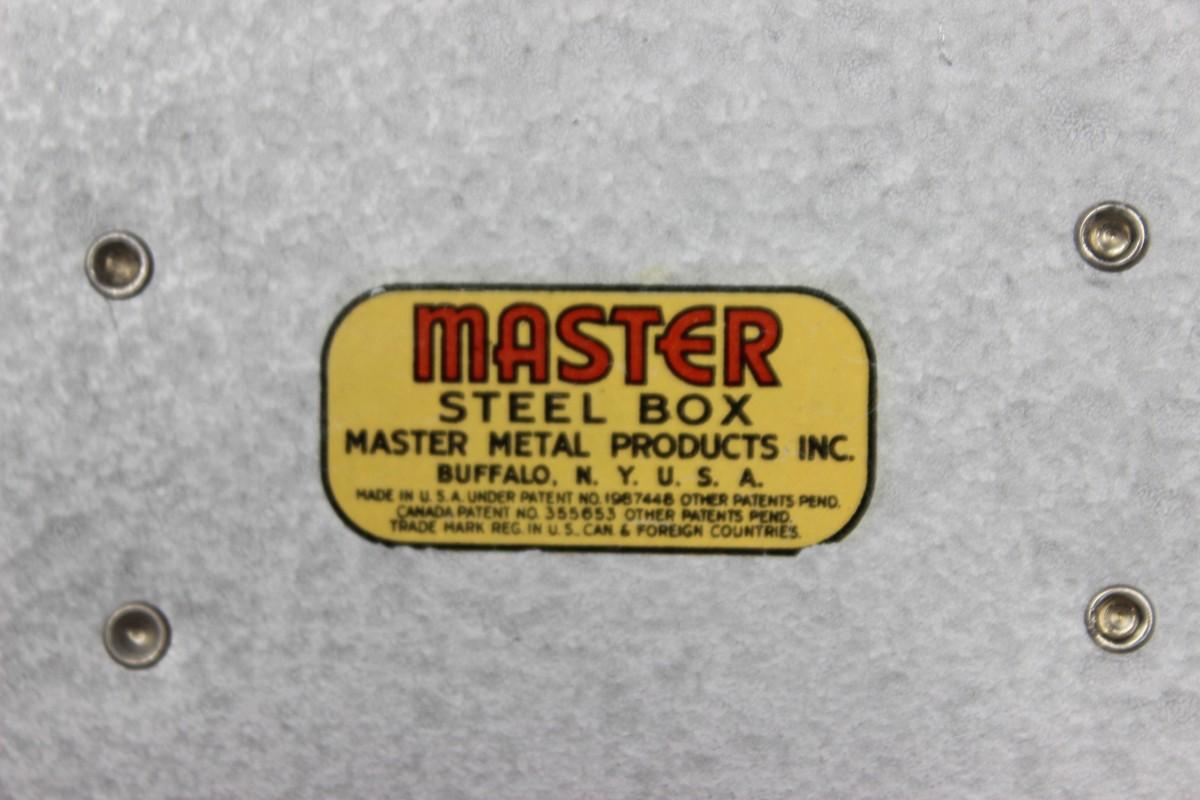 MASTER
STEEL BOX
MASTER METAL PRODUCTS INC.
BUFFALO, N. Y. U. S. A.
MADE IN U.S.A. UNDER PATENT NO. 1987448 OTHER PATENTS PEND.
CANADA PATENT NO. 355653 OTHER PATENTS PEND.
TRADE MARK REG. IN U.S., CAN. & FOREIGN COUNTRIES.